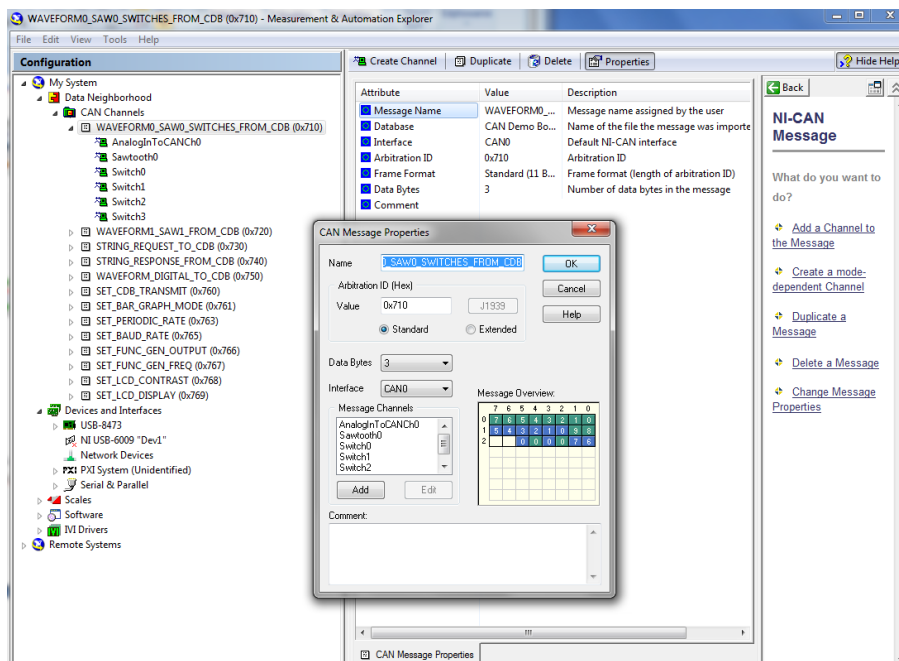 WAVEFORM0_SAW0_SWITCHES_FROM_CDB (0x710) - Measurement & Automation Explorer
File Edit View Tools Help
Configuration
My System
Data Neighborhood
CAN Channels
WAVEFORM0_SAW0_SWITCHES_FROM_CDB (0x710)
AnalogInToCANCh0
Sawtooth0
Switch0
Switch1
Switch2
Switch3
WAVEFORM1_SAW1_FROM_CDB (0x720)
STRING_REQUEST_TO_CDB (0x730)
STRING_RESPONSE_FROM_CDB (0x740)
WAVEFORM_DIGITAL_TO_CDB (0x750)
SET_CDB_TRANSMIT (0x760)
SET_BAR_GRAPH_MODE (0x761)
SET_PERIODIC_RATE (0x763)
SET_BAUD_RATE (0x765)
SET_FUNC_GEN_OUTPUT (0x766)
SET_FUNC_GEN_FREQ (0x767)
SET_LCD_CONTRAST (0x768)
SET_LCD_DISPLAY (0x769)
Devices and Interfaces
USB-8473
NI USB-6009 "Dev1"
Network Devices
PXI PXI System (Unidentified)
Serial & Parallel
Scales
Software
IVI Drivers
Remote Systems
Create Channel Duplicate Delete Properties Hide Help
Attribute Value Description
Message Name WAVEFORM0_... Message name assigned by the user
Database CAN Demo Bo... Name of the file the message was importe
Interface CAN0 Default NI-CAN interface
Arbitration ID 0x710 Arbitration ID
Frame Format Standard (11 B... Frame format (length of arbitration ID)
Data Bytes 3 Number of data bytes in the message
Comment
CAN Message Properties
Name 0_SAW0_SWITCHES_FROM_CDB OK
Arbitration ID (Hex) Cancel
Value 0x710 J1939 Help
Standard Extended
Data Bytes 3
Interface CAN0
Message Channels
AnalogInToCANCh0
Sawtooth0
Switch0
Switch1
Switch2
Add Edit
Message Overview:
7 6 5 4 3 2 1 0
0 7 6 5 4 3 2 1 0
1 5 4 3 2 1 0 9 8
2 0 0 0 0 7 6
Comment:
CAN Message Properties
Back
NI-CAN
Message
What do you want to
do?
Add a Channel to
the Message
Create a mode-
dependent Channel
Duplicate a
Message
Delete a Message
Change Message
Properties